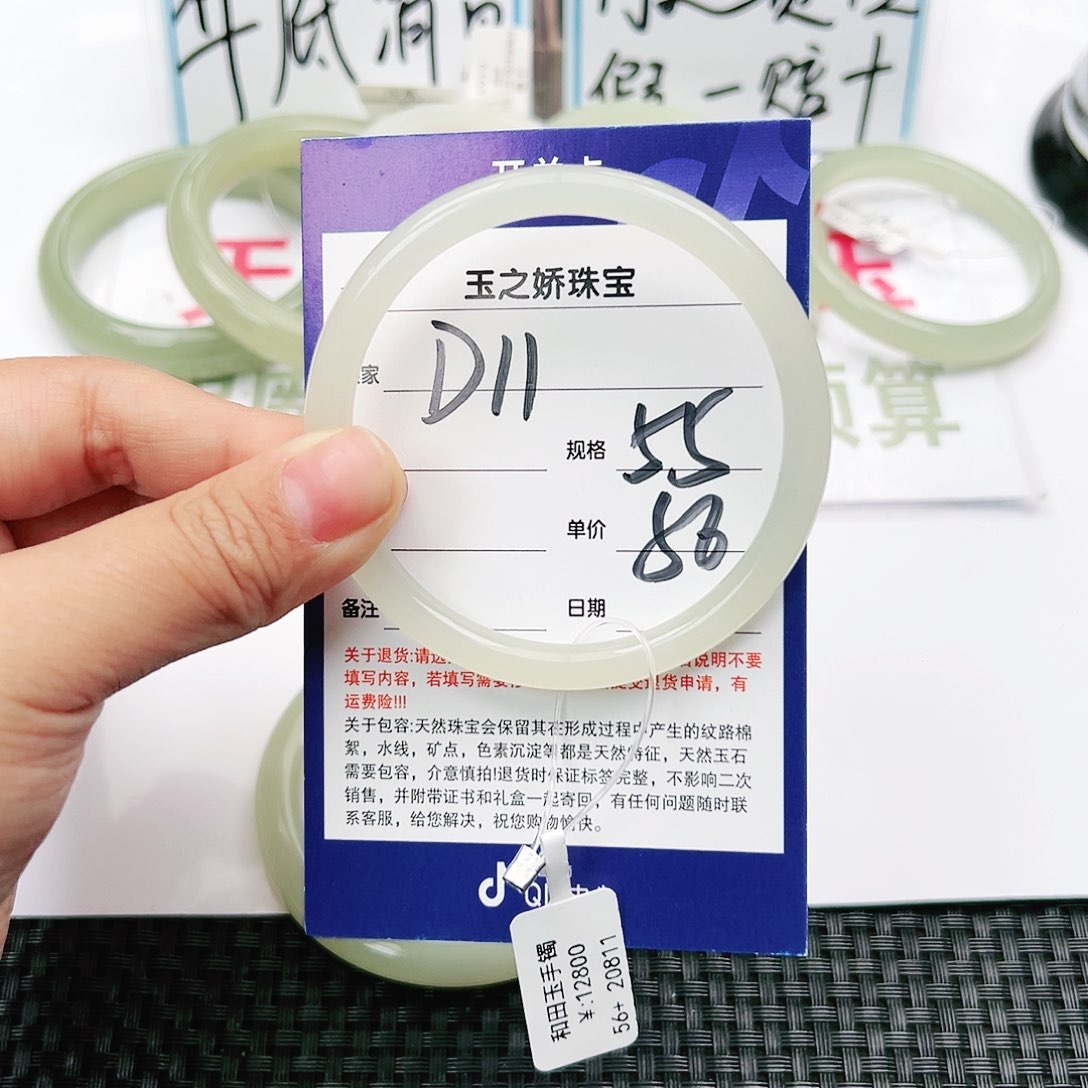 年底清
假一赔十
开单卡
玉之娇珠宝
家 D11
规格 55
单价 86
备注 日期
关于退货:请 说明不要
填写内容，若填写需要 退货申请，有
运费险!!!
关于包容:天然珠宝会保留其在形成过程中产生的纹路棉
絮，水线，矿点，色素沉淀等都是天然特征，天然玉石
需要包容，介意慎拍!退货时保证标签完整，不影响二次
销售，并附带证书和礼盒一起寄回，有任何问题随时联
系客服，给您解决，祝您购物愉快。
预算
和田玉手镯
¥:12800
56+ 20811